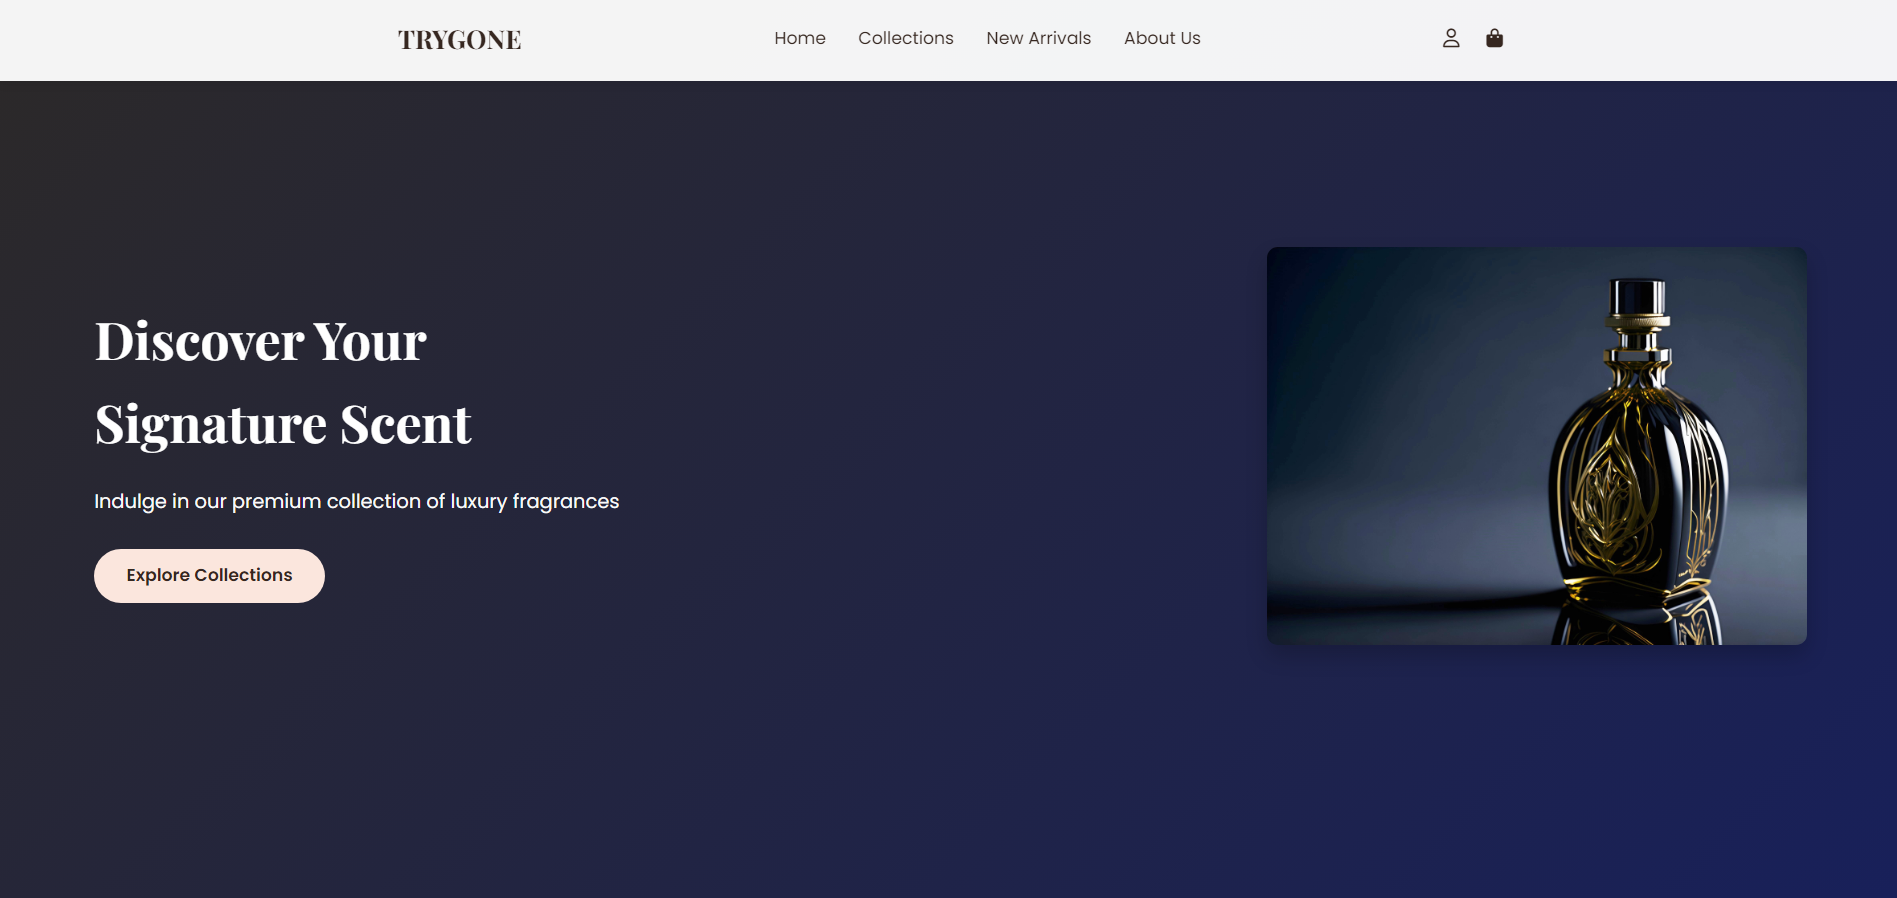 TRYGONE
Home Collections New Arrivals About Us
Discover Your
Signature Scent
Indulge in our premium collection of luxury fragrances
Explore Collections